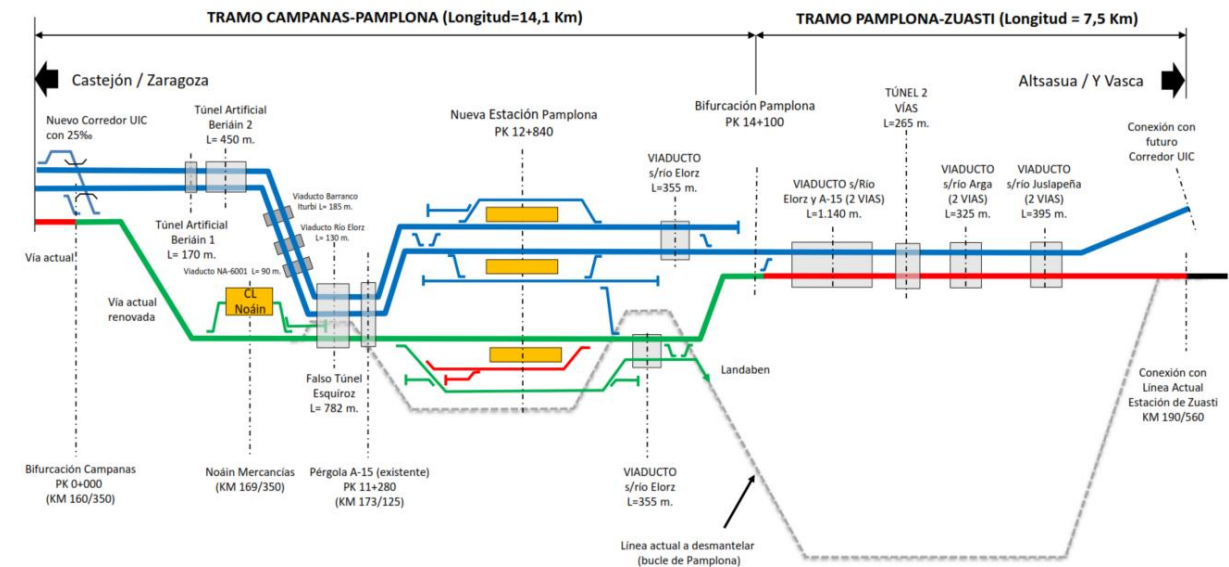 TRAMO CAMPANAS-PAMPLONA (Longitud=14,1 Km)
TRAMO PAMPLONA-ZUASTI (Longitud = 7,5 Km)
Castejón / Zaragoza
Altsasua / Y Vasca
Nuevo Corredor UIC
con 25‰
Túnel Artificial
Beriáin 2
L= 450 m.
Nueva Estación Pamplona
PK 12+840
Bifurcación Pamplona
PK 14+100
TÚNEL 2
VÍAS
L=265 m.
Conexión con
futuro
Corredor UIC
VIADUCTO
s/río Elorz
L=355 m.
VIADUCTO s/Río
Elorz y A-15 (2 VIAS)
L=1.140 m.
VIADUCTO
s/río Arga
(2 VIAS)
L=325 m.
VIADUCTO
s/río Juslapeña
(2 VIAS)
L=395 m.
Viaducto Barranco
Iturbi L= 185 m.
Viaducto Río Elorz
L= 130 m.
Túnel Artificial
Beriáin 1
L= 170 m.
Viaducto NA-6001 L= 90 m.
Vía actual
Vía actual
renovada
CL
Noáin
Falso Túnel
Esquiroz
L= 782 m.
Landaben
Conexión con
Línea Actual
Estación de Zuasti
KM 190/560
Bifurcación Campanas
PK 0+000
(KM 160/350)
Noáin Mercancías
(KM 169/350)
Pérgola A-15 (existente)
PK 11+280
(KM 173/125)
VIADUCTO
s/río Elorz
L=355 m.
Línea actual a desmantelar
(bucle de Pamplona)